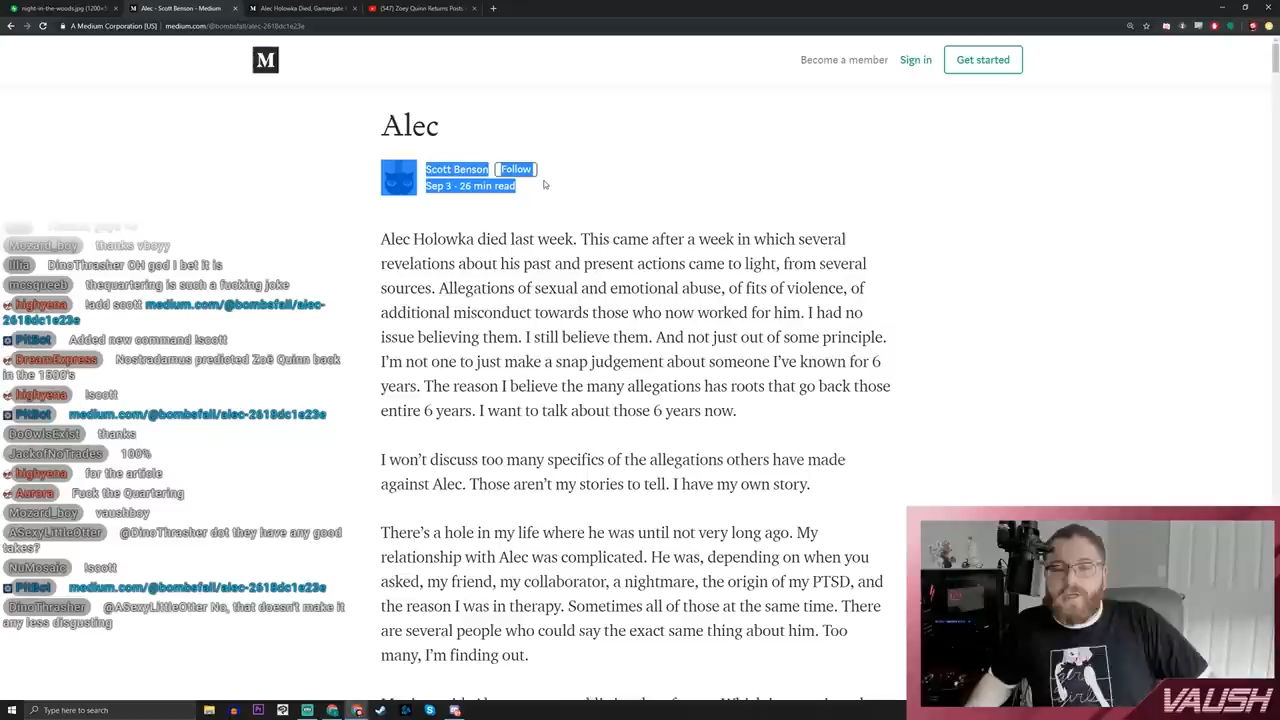 night-in-the-woods.jpg (1200×
Alec - Scott Benson - Medium
Alec Holowka Died, Gamergate
(547) Zoey Quinn Returns Posts
A Medium Corporation [US]
medium.com/@bombsfall/alec-2618dc1e23e
M
Become a member
Sign in
Get started
Alec
Scott Benson
Follow
Sep 3 · 26 min read
Alec Holowka died last week. This came after a week in which several
revelations about his past and present actions came to light, from several
sources. Allegations of sexual and emotional abuse, of fits of violence, of
additional misconduct towards those who now worked for him. I had no
issue believing them. I still believe them. And not just out of some principle.
I’m not one to just make a snap judgement about someone I’ve known for 6
years. The reason I believe the many allegations has roots that go back those
entire 6 years. I want to talk about those 6 years now.
I won’t discuss too many specifics of the allegations others have made
against Alec. Those aren’t my stories to tell. I have my own story.
There’s a hole in my life where he was until not very long ago. My
relationship with Alec was complicated. He was, depending on when you
asked, my friend, my collaborator, a nightmare, the origin of my PTSD, and
the reason I was in therapy. Sometimes all of those at the same time. There
are several people who could say the exact same thing about him. Too
many, I’m finding out.
Mozard_boy thanks vboyy
illia DinoThrasher OH god I bet it is
mcsqueeb thequartering is such a fucking joke
highyena !add scott medium.com/@bombsfall/alec-
2618dc1e23e
PhtBot Added new command !scott
DreamExpress Nostradamus predicted Zoë Quinn back
in the 1500's
highyena !scott
PhtBot medium.com/@bombsfall/alec-2618dc1e23e
DoOwlsExist thanks
JackofNoTrades 100%
highyena for the article
Aurora Fuck the Quartering
Mozard_boy vaushboy
ASexyLittleOtter @DinoThrasher dot they have any good
takes?
NuMosaic !scott
PhtBot medium.com/@bombsfall/alec-2618dc1e23e
DinoThrasher @ASexyLittleOtter No, that doesn't make it
any less disgusting
VAUSH
Type here to search